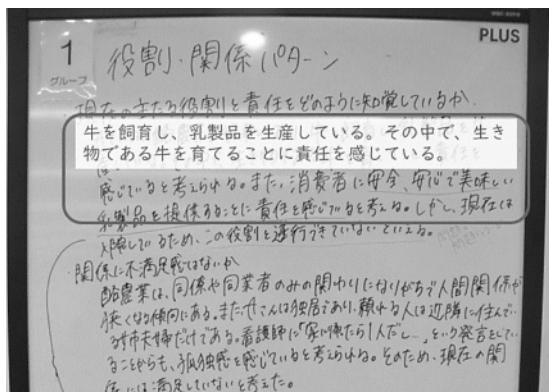 PLUS
1
グループ
役割・関係パターン
現在の主たる役割と責任をどのように知覚しているか
牛を飼育し、乳製品を生産している。その中で、生き
物である牛を育てることに責任を感じている。
感じていると考えられる。また、消費者に安全、安心で美味しい
乳製品を提供することに責任を感じていると考える。しかし、現在は
入院しているため、この役割を遂行できていないといえる。
・関係に不満足感はないか
酪農業は、同僚や同業者のみの関わりになりがちで人間関係が
狭くなる傾向にある。またAさんは独居であり、頼れる人は近隣に住んでい
る夫婦だけである。看護師に「家に帰ったら1人だし…」という発言をしてい
ることからも、孤独感を感じていると考えられる。そのため、現在の関
係には満足していないと考えた。